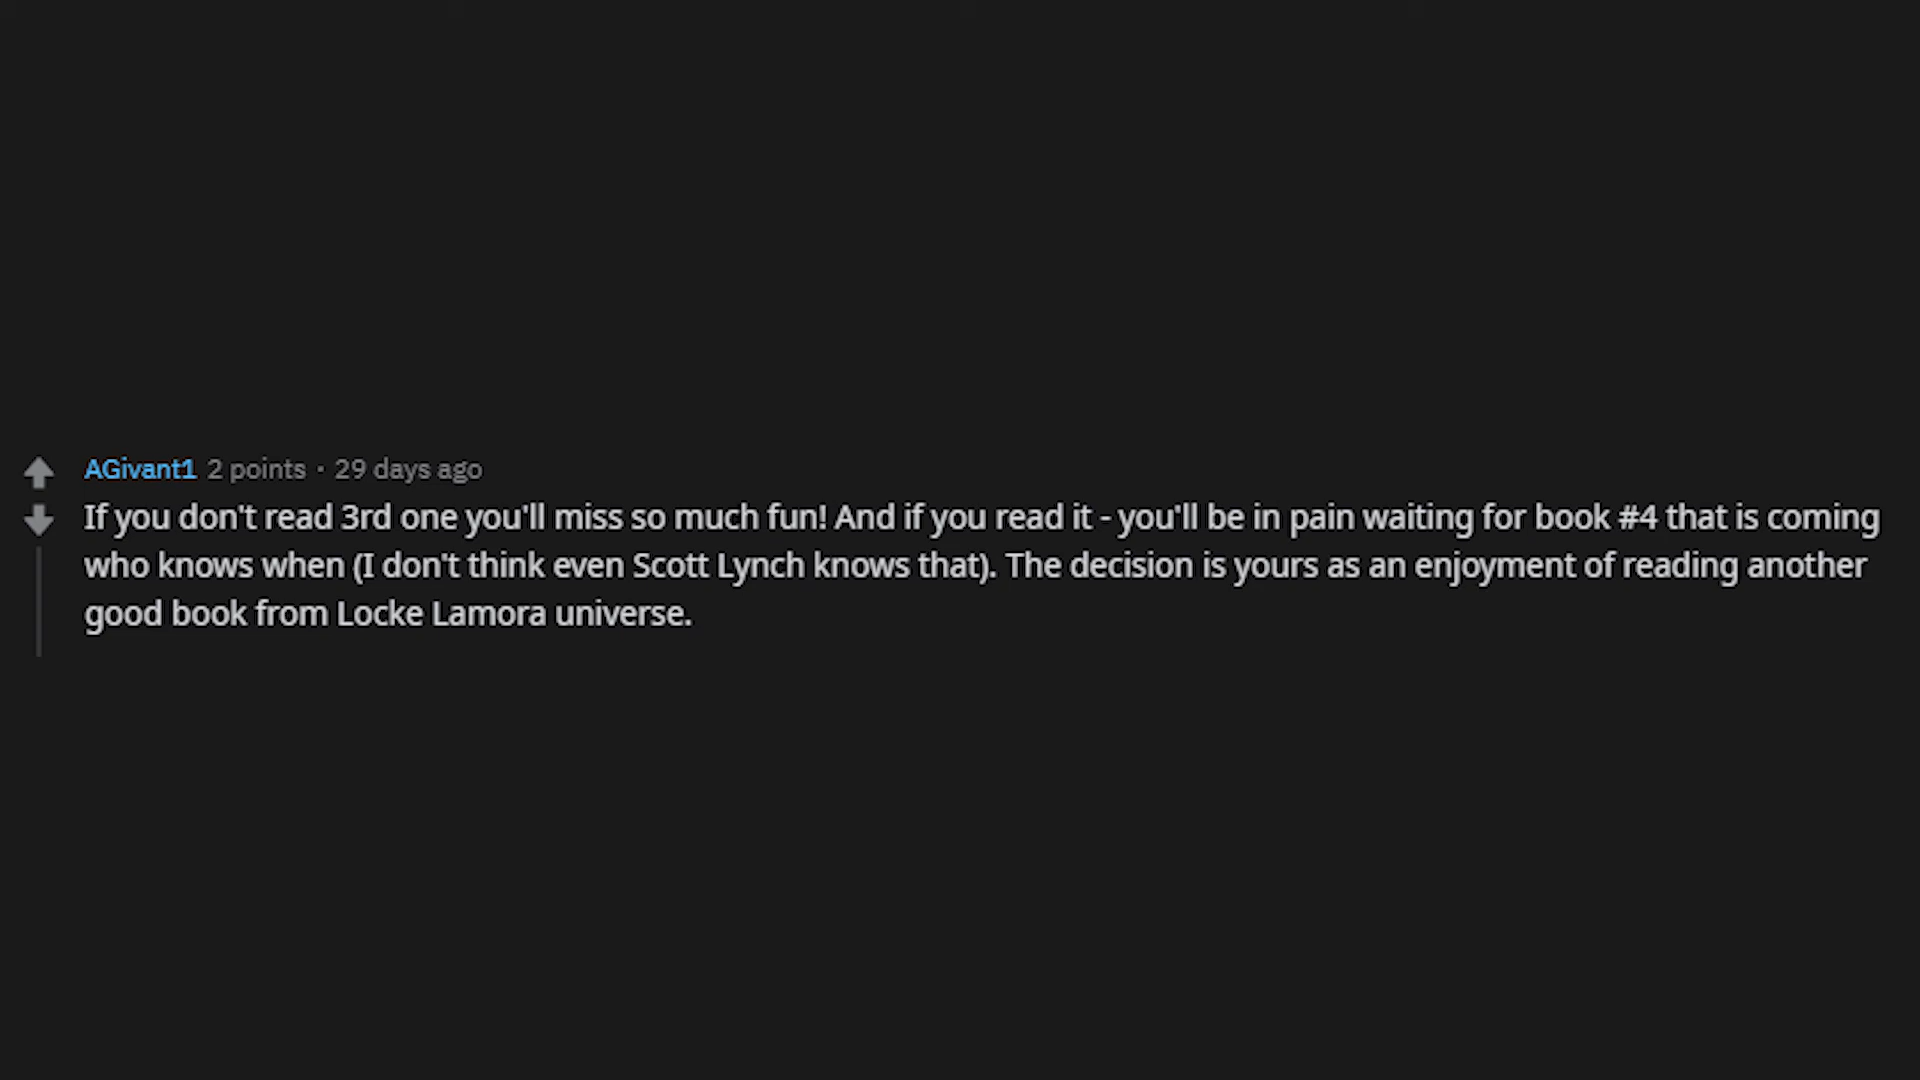 AGivant1 2 points · 29 days ago
If you don't read 3rd one you'll miss so much fun! And if you read it - you'll be in pain waiting for book #4 that is coming
who knows when (I don't think even Scott Lynch knows that). The decision is yours as an enjoyment of reading another
good book from Locke Lamora universe.